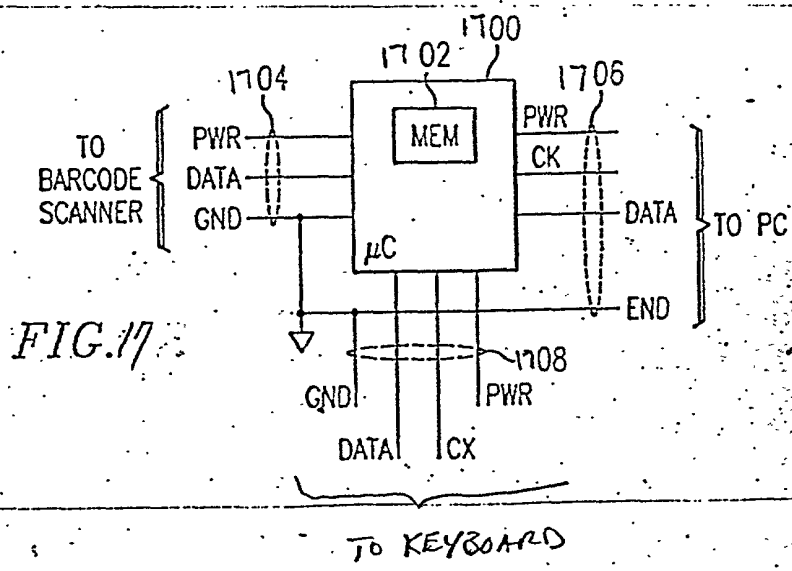 1700
1702
1704
1706
PWR
MEM
PWR
CK
TO
BARCODE
SCANNER
DATA
GND
DATA
TO PC
µC
END
FIG.17
1708
GND
PWR
DATA
CX
TO KEYBOARD